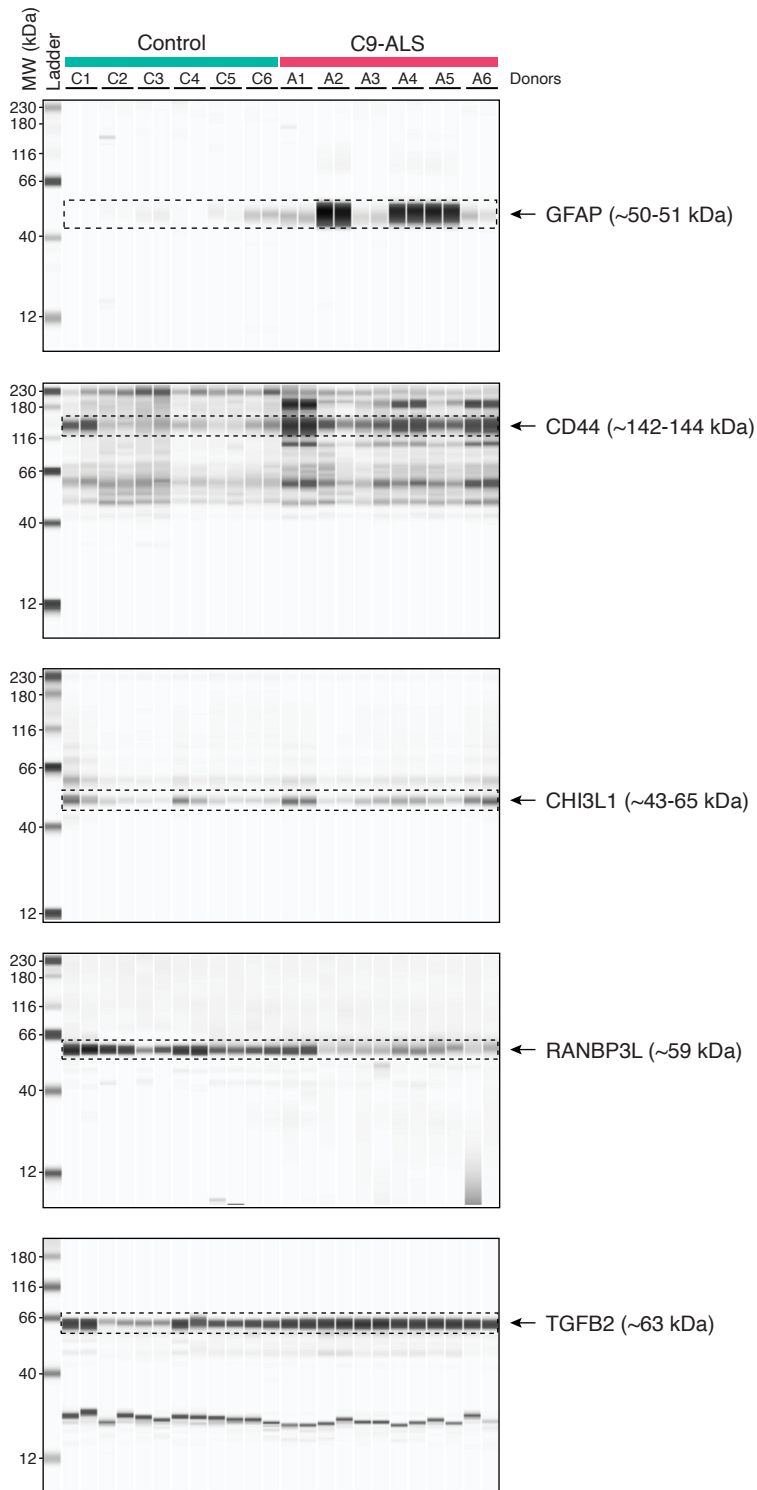 MW (kDa)
Ladder
Control
C9-ALS
C1 C2 C3 C4 C5 C6 A1 A2 A3 A4 A5 A6 Donors
230
180
116
66
40
12
GFAP (~50-51 kDa)
230
180
116
66
40
12
CD44 (~142-144 kDa)
230
180
116
66
40
12
CHI3L1 (~43-65 kDa)
230
180
116
66
40
12
RANBP3L (~59 kDa)
180
116
66
40
12
TGFB2 (~63 kDa)